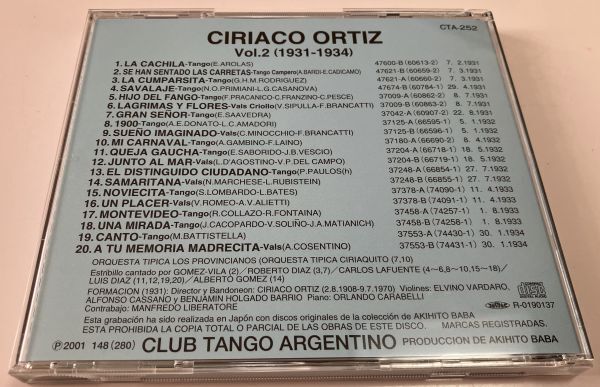 CTA-252
CIRIACO ORTIZ
Vol.2 (1931-1934)
1. LA CACHILA-Tango(E.AROLAS) 47600-B (60613-2) 7. 2.1931
2. SE HAN SENTADO LAS CARRETAS-Tango Campero(A.BARDI-E.CADICAMO) 47621-B (60659-2) 7. 3.1931
3. LA CUMPARSITA-Tango(G.H.M.RODRIGUEZ) 47621-A (60660-2) 7. 3.1931
4. SAVALAJE-Tango(N.O.PRIMIANI-L.G.CASANOVA) 47674-B (60784-1) 29. 4.1931
5. HIJO DEL FANGO-Tango(F.PRACANICO-C.FRANZINO-C.PESCE) 37009-A (60862-2) 8. 7.1931
6. LAGRIMAS Y FLORES-Vals Criollo(V.SIPULLA-F.BRANCATTI) 37009-B (60863-2) 8. 7.1931
7. GRAN SEÑOR-Tango(E.SAAVEDRA) 37042-A (60907-2) 22. 8.1931
8. 1900-Tango(A.E.DONATO-L.C.AMADORI) 37125-A (66595-1) 5. 1.1932
9. SUEÑO IMAGINADO-Vals(C.MINOCCHIO-F.BRANCATTI) 37125-B (66596-1) 5. 1.1932
10. MI CARNAVAL-Tango(A.GAMBINO-F.LAINO) 37180-A (66690-2) 8. 4.1932
11. QUEJA GAUCHA-Tango(E.SABORIDO-J.B.VESCIO) 37204-A (66718-1) 18. 5.1932
12. JUNTO AL MAR-Vals(L.D'AGOSTINO-V.P.DEL CAMPO) 37204-B (66719-1) 18. 5.1932
13. EL DISTINGUIDO CIUDADANO-Tango(P.PAULOS(h) 37248-A (66854-1) 27. 7.1932
14. SAMARITANA-Vals(N.MARCHESE-L.RUBISTEIN) 37248-B (66855-1) 27. 7.1932
15. NOVIECITA-Tango(S.LOMBARDO-L.BATES) 37378-A (74090-1) 11. 4.1933
16. UN PLACER-Vals(V.ROMEO-A.V.ALIETTI) 37378-B (74091-1) 11. 4.1933
17. MONTEVIDEO-Tango(R.COLLAZO-R.FONTAINA) 37458-A (74257-1) 1. 8.1933
18. UNA MIRADA-Tango(J.CACOPARDO-V.SOLIÑO-J.A.MATIANICH) 37458-B (74258-1) 1. 8.1933
19. CANTO-Tango(M.BATTISTELLA) 37553-A (74430-1) 30. 1.1934
20. A TU MEMORIA MADRECITA-Vals(A.COSENTINO) 37553-B (74431-1) 30. 1.1934
ORQUESTA TIPICA LOS PROVINCIANOS (ORQUESTA TIPICA CIRIAQUITO (7,10)
Estribillo cantado por GOMEZ-VILA (2) / ROBERTO DIAZ (3,7) / CARLOS LAFUENTE (4~6,8~10,15~18) /
LUIS DIAZ (11,12,19,20) / ALBERTO GOMEZ (14)
FORMACION (1931): Director y Bandoneon: CIRIACO ORTIZ (2.8.1908-9.7.1970) Violines: ELVINO VARDARO,
ALFONSO CASSANO y BENJAMIN HOLGADO BARRIO Piano: ORLANDO CARABELLI
Contrabajo: MANFREDO LIBERATORE
COMPACT disc DIGITAL AUDIO
R-0190137
Esta grabación ha sido realizada en Japón con discos originales de la colección de AKIHITO BABA
ESTA PROHIBIDA LA COPIA TOTAL O PARCIAL DE LAS OBRAS DE ESTE DISCO. MARCAS REGISTRADAS.
Ⓟ2001 148 (280) CLUB TANGO ARGENTINO PRODUCCION DE AKIHITO BABA